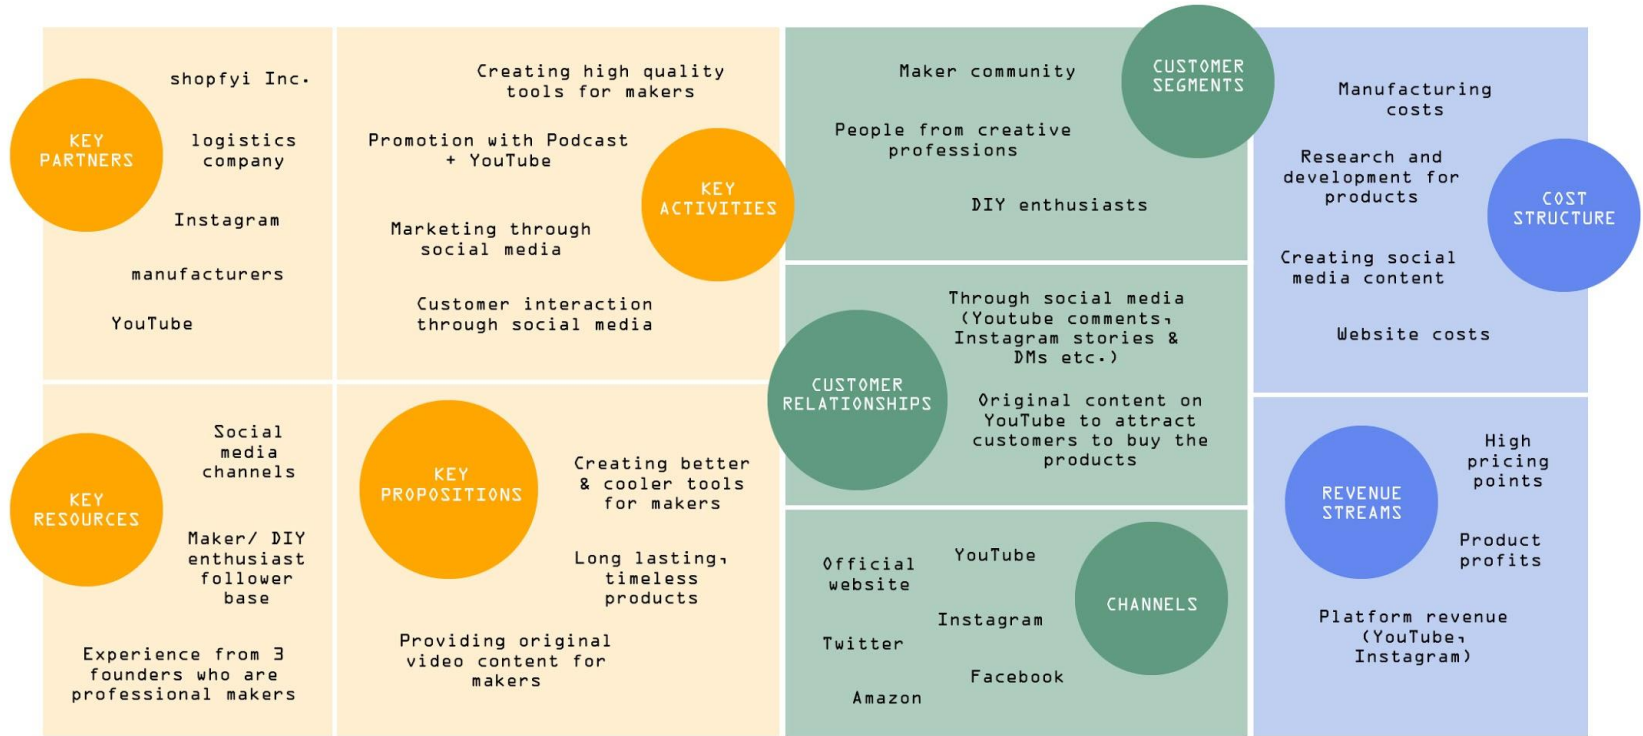 KEY
PARTNERS
shopfyi Inc.
logistics
company
Instagram
manufacturers
YouTube
Creating high quality
tools for makers
Promotion with Podcast
+ YouTube
KEY
ACTIVITIES
Marketing through
social media
Customer interaction
through social media
KEY
RESOURCES
Social
media
channels
Maker/ DIY
enthusiast
follower
base
Experience from 3
founders who are
professional makers
KEY
PROPOSITIONS
Creating better
& cooler tools
for makers
Long lasting,
timeless
products
Providing original
video content for
makers
CUSTOMER
SEGMENTS
Maker community
People from creative
professions
DIY enthusiasts
CUSTOMER
RELATIONSHIPS
Through social media
(Youtube comments,
Instagram stories &
DMs etc.)
Original content on
YouTube to attract
customers to buy the
products
CHANNELS
Official
website
YouTube
Instagram
Twitter
Facebook
Amazon
COST
STRUCTURE
Manufacturing
costs
Research and
development for
products
Creating social
media content
Website costs
REVENUE
STREAMS
High
pricing
points
Product
profits
Platform revenue
(YouTube,
Instagram)